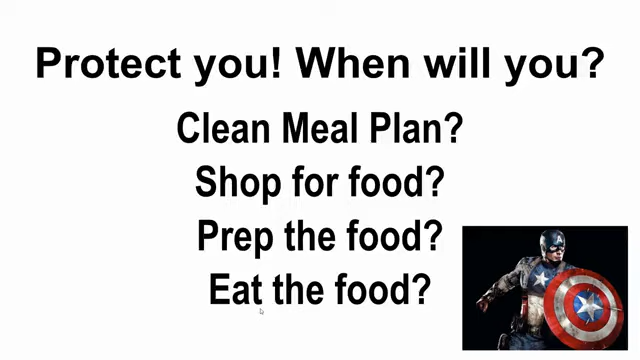 Protect you! When will you?
Clean Meal Plan?
Shop for food?
Prep the food?
Eat the food?